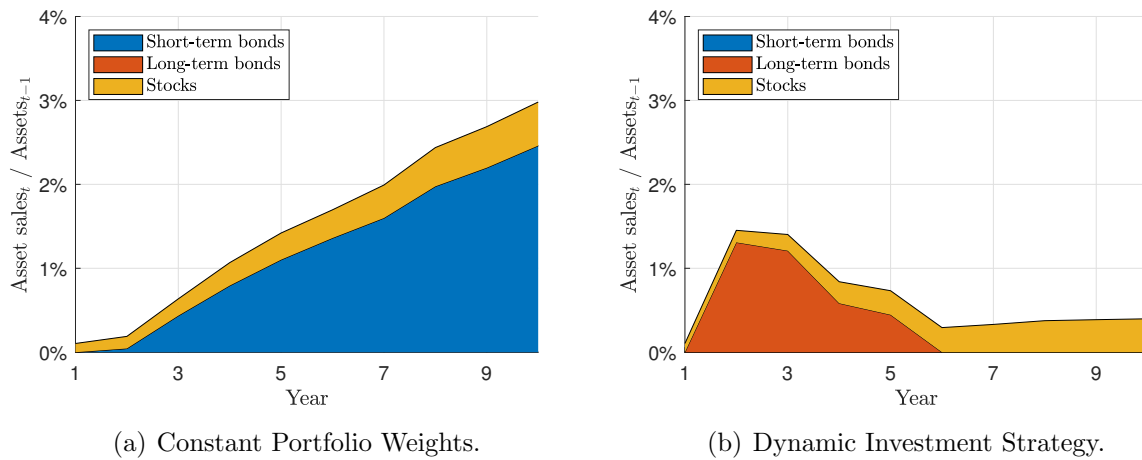 4%
3%
2%
1%
0%
Asset sales_t / Assets_{t−1}
Short-term bonds
Long-term bonds
Stocks
1 3 5 7 9
Year
(a) Constant Portfolio Weights.
4%
3%
2%
1%
0%
Asset sales_t / Assets_{t−1}
Short-term bonds
Long-term bonds
Stocks
1 3 5 7 9
Year
(b) Dynamic Investment Strategy.